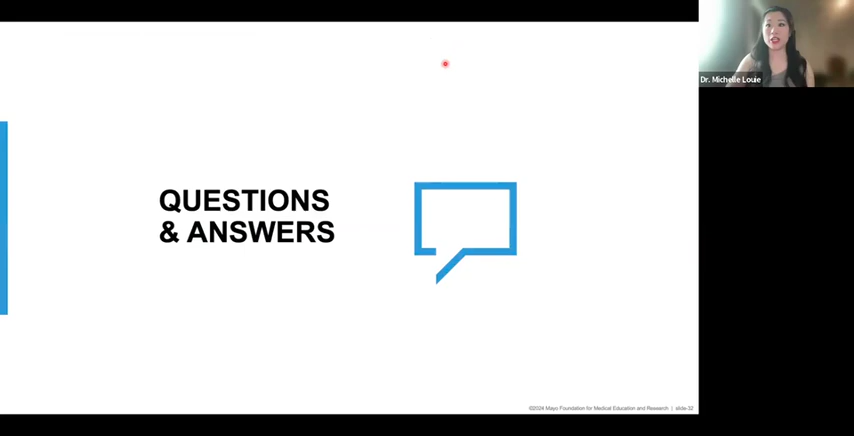 Dr. Michelle Louie
QUESTIONS
& ANSWERS
©2024 Mayo Foundation for Medical Education and Research | slide-32